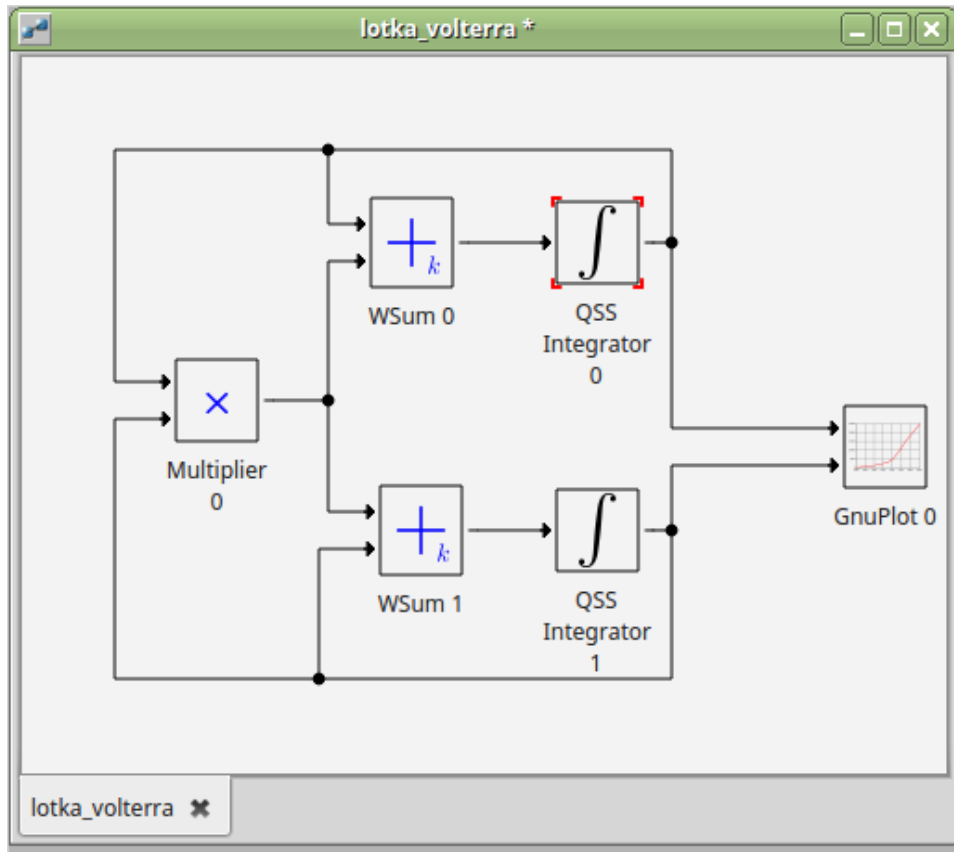 lotka_volterra *
k
WSum 0
∫
QSS
Integrator
0
×
Multiplier
0
k
WSum 1
∫
QSS
Integrator
1
GnuPlot 0
lotka_volterra ✖